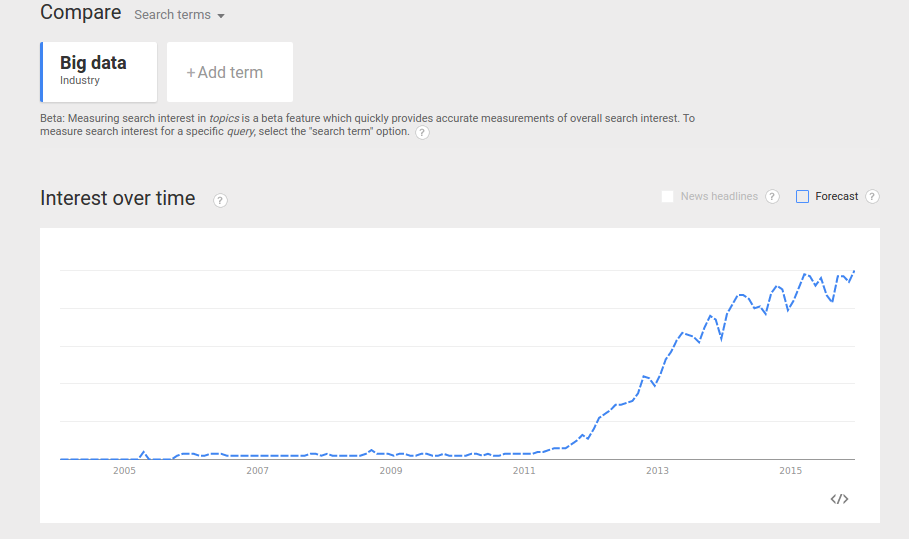 Compare Search terms
Big data
Industry
+ Add term
Beta: Measuring search interest in topics is a beta feature which quickly provides accurate measurements of overall search interest. To
measure search interest for a specific query, select the "search term" option. ?
Interest over time ?
News headlines ? Forecast ?
2005 2007 2009 2011 2013 2015
</>